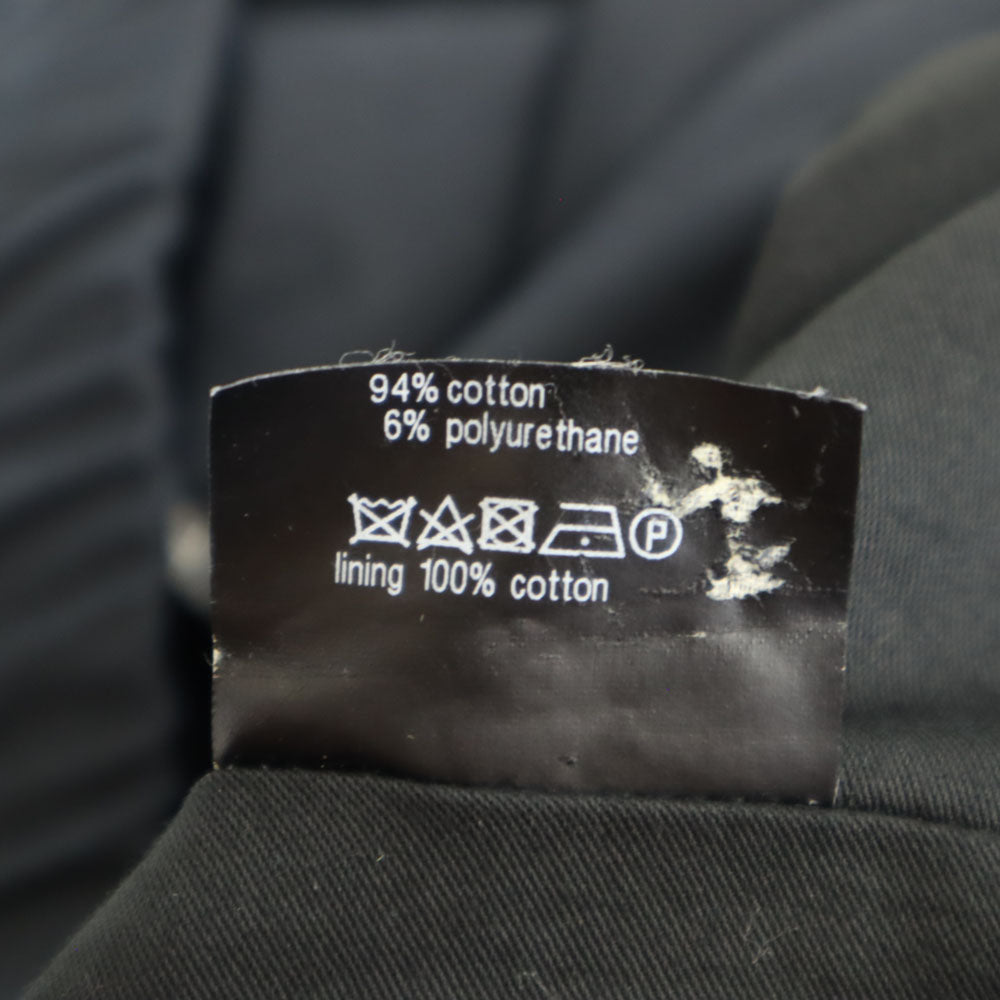 94% cotton
6% polyurethane
P
lining 100% cotton